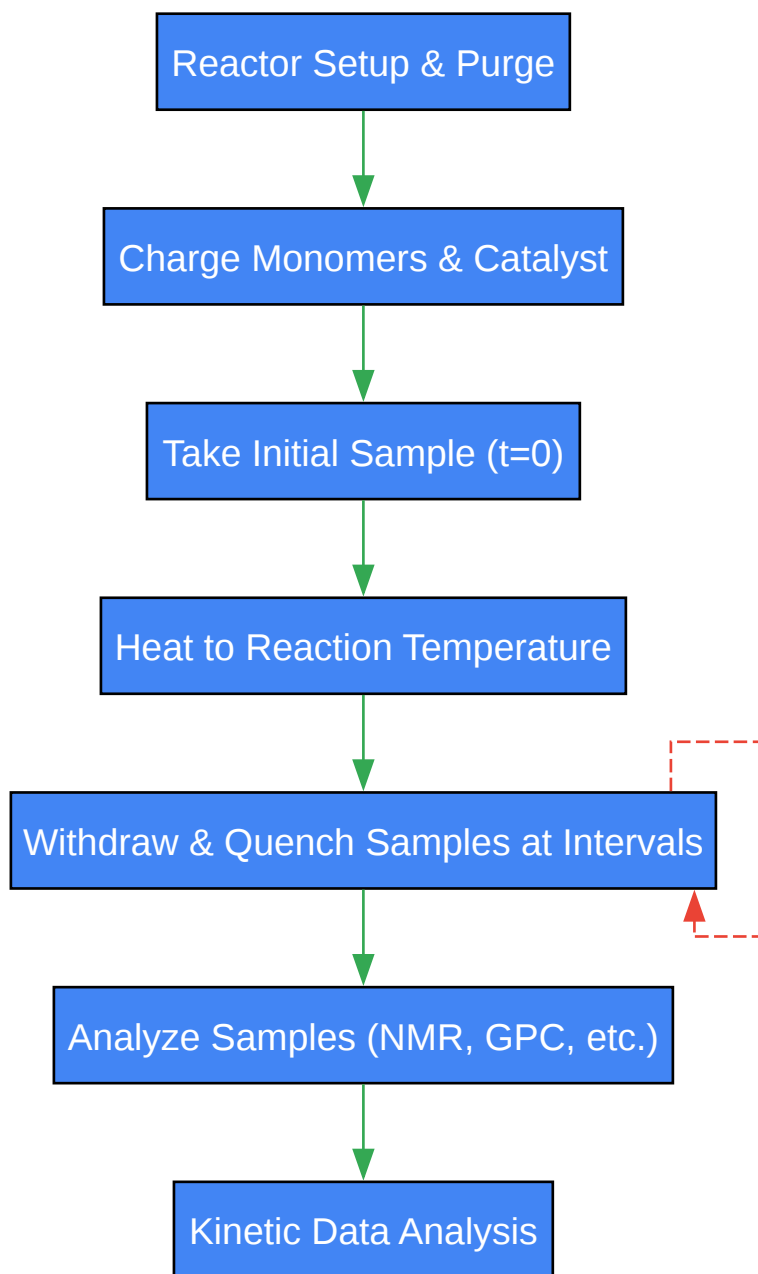 Reactor Setup & Purge
Charge Monomers & Catalyst
Take Initial Sample (t=0)
Heat to Reaction Temperature
Withdraw & Quench Samples at Intervals
Analyze Samples (NMR, GPC, etc.)
Kinetic Data Analysis